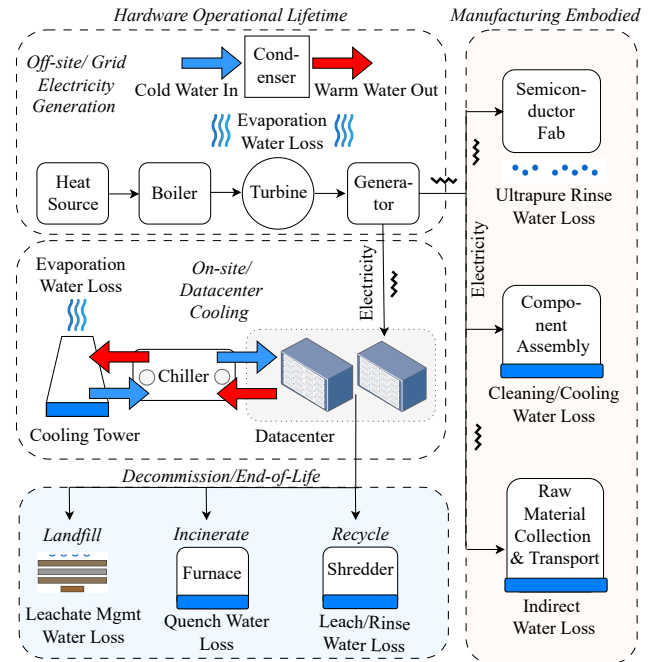 Hardware Operational Lifetime
Manufacturing Embodied
Off-site/ Grid
Electricity
Generation
Cond-
enser
Cold Water In
Warm Water Out
Evaporation
Water Loss
Heat
Source
Boiler
Turbine
Genera-
tor
Semicon-
ductor
Fab
Ultrapure Rinse
Water Loss
Electricity
Electricity
Evaporation
Water Loss
On-site/
Datacenter
Cooling
Chiller
Cooling Tower
Datacenter
Compo-
nent
Assembly
Cleaning/Cooling
Water Loss
Decommission/End-of-Life
Landfill
Leachate Mgmt
Water Loss
Incinerate
Furnace
Quench Water
Loss
Recycle
Shredder
Leach/Rinse
Water Loss
Raw
Material
Collection
& Transport
Indirect
Water Loss